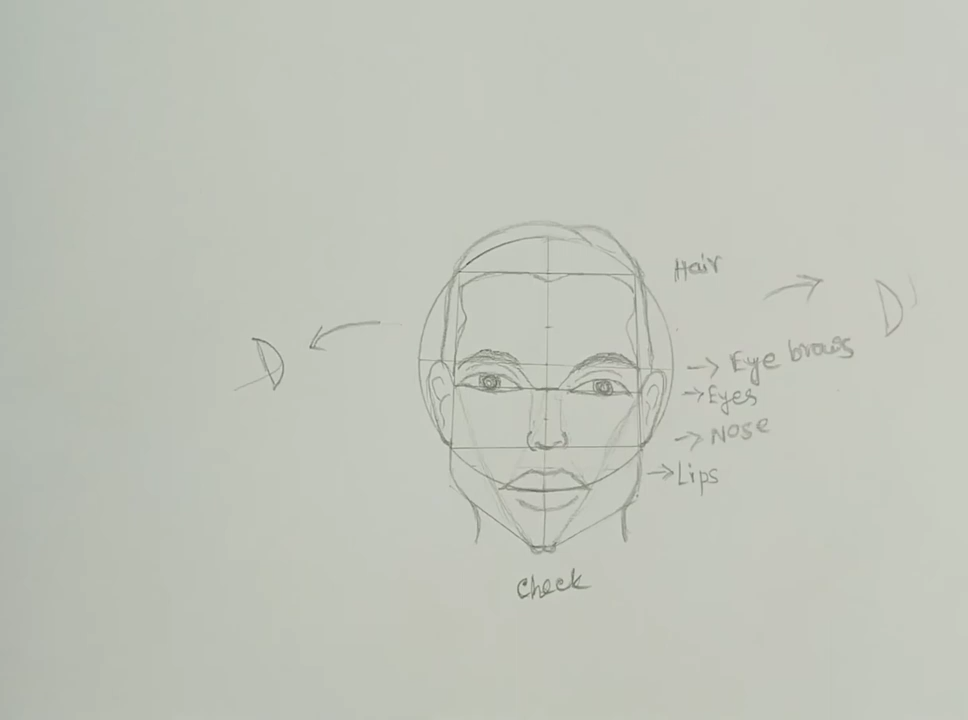 Hair
D
D
→ Eye brows
→ Eyes
→ Nose
→ Lips
Check